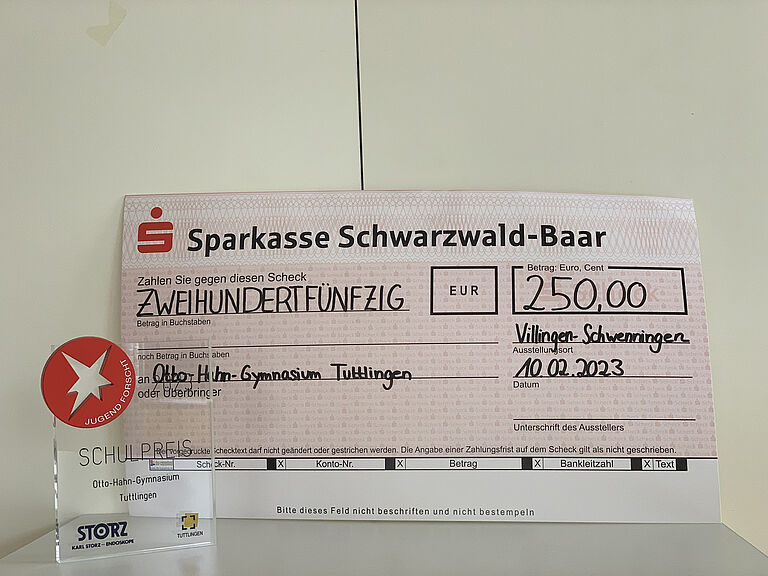 Sparkasse Schwarzwald-Baar
Zahlen Sie gegen diesen Scheck
ZWEIHUNDERTFÜNFZIG
Betrag in Buchstaben
EUR
Betrag: Euro, Cent
250,00
noch Betrag in Buchstaben
an Otto-Hahn-Gymnasium Tuttlingen
oder Überbringer
Villingen-Schwenningen
Ausstellungsort
10.02.2023
Datum
Unterschrift des Ausstellers
Der vorgedruckte Schecktext darf nicht geändert oder gestrichen werden. Die Angabe einer Zahlungsfrist auf dem Scheck gilt als nicht geschrieben.
Scheck-Nr. X Konto-Nr. X Betrag X Bankleitzahl X Text
Bitte dieses Feld nicht beschriften und nicht bestempeln
JUGEND FORSCHT
2023
SCHULPREIS
Otto-Hahn-Gymnasium
Tuttlingen
STORZ
KARL STORZ — ENDOSKOPE
TUTTLINGEN